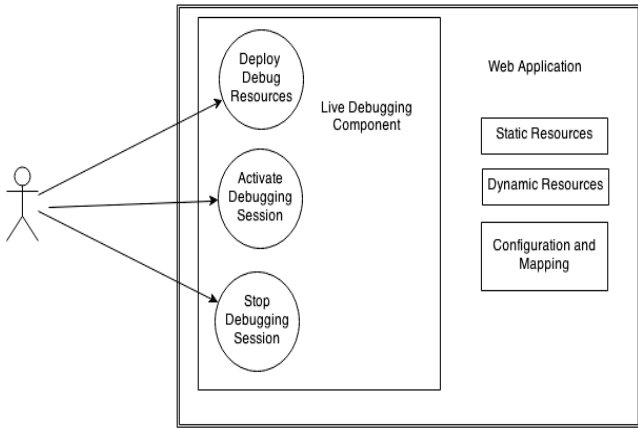 Deploy
Debug
Resources
Live Debugging
Component
Activate
Debugging
Session
Stop
Debugging
Session
Web Application
Static Resources
Dynamic Resources
Configuration and
Mapping